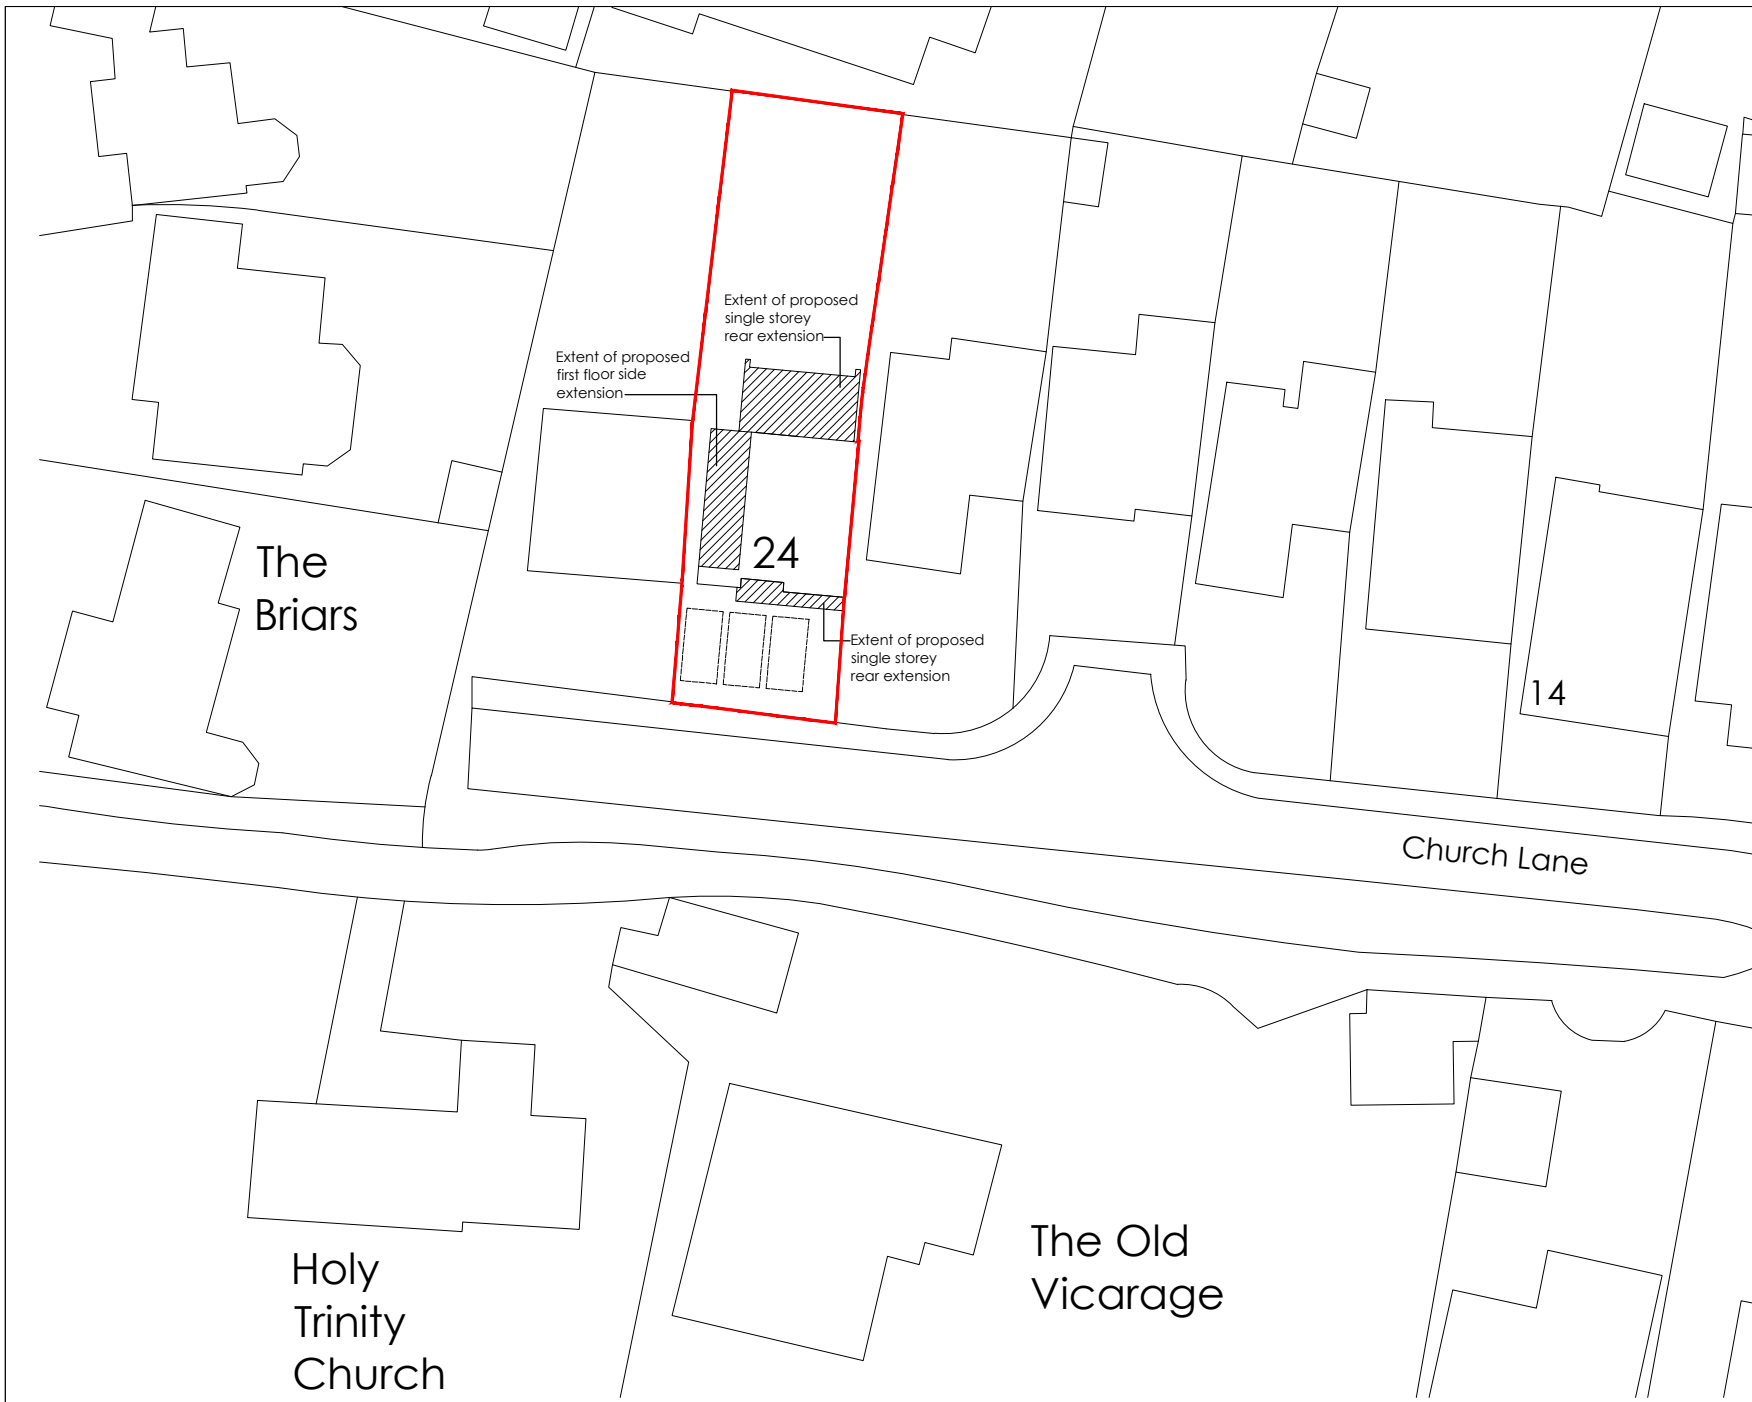 Extent of proposed
single storey
rear extension
Extent of proposed
first floor side
extension
24
The
Briars
Extent of proposed
single storey
rear extension
14
Church Lane
The Old
Vicarage
Holy
Trinity
Church